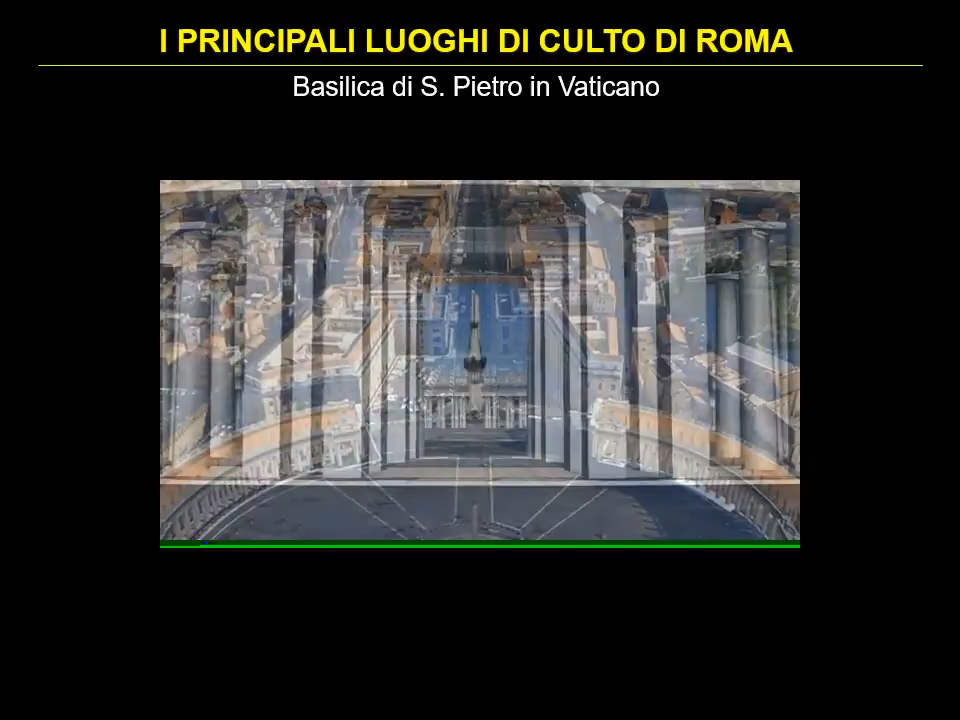 I PRINCIPALI LUOGHI DI CULTO DI ROMA
Basilica di S. Pietro in Vaticano